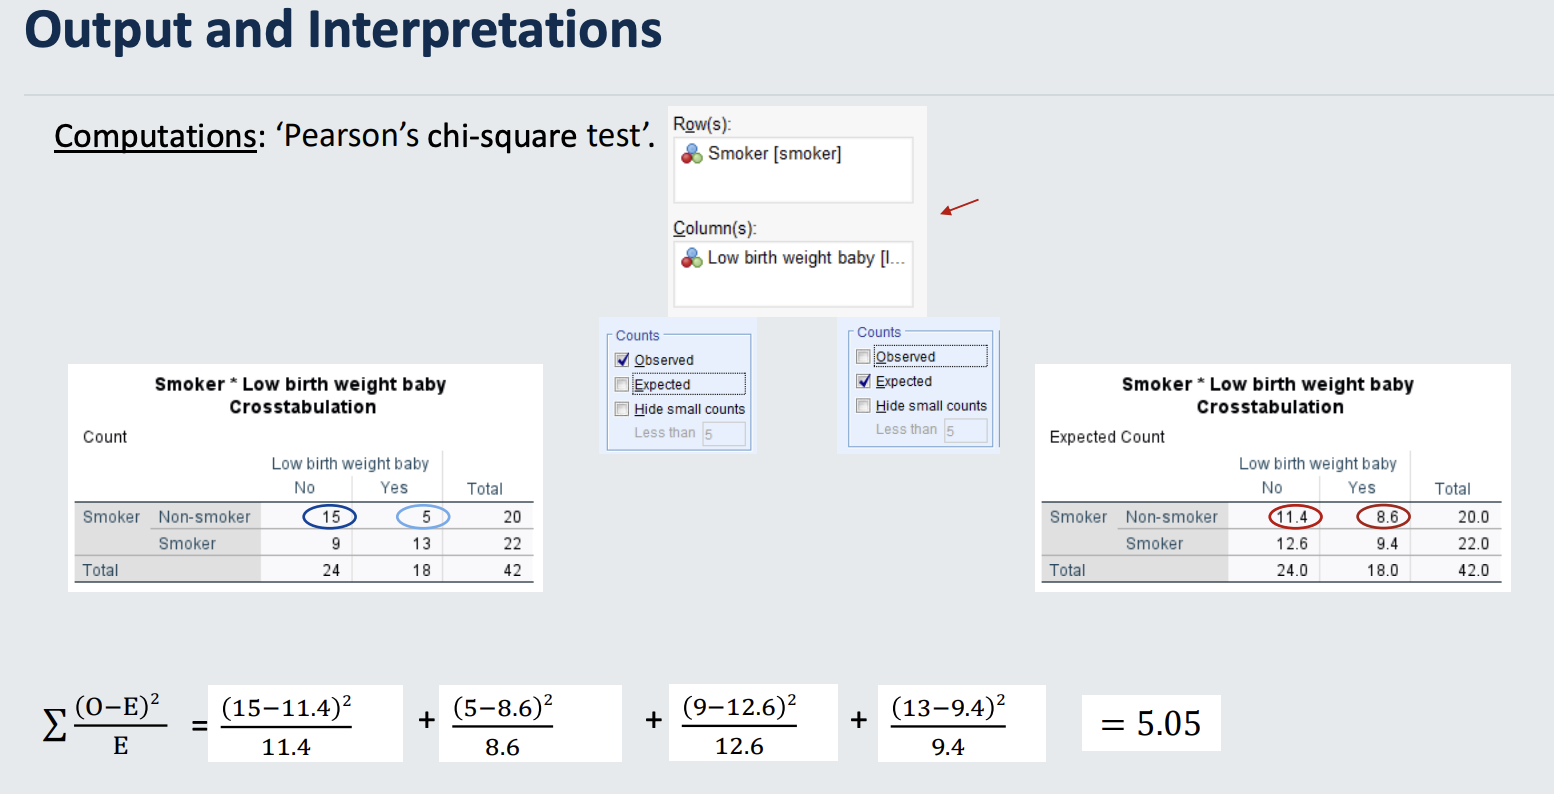 Output and Interpretations
Computations: ‘Pearson’s chi-square test’.
Row(s):
Smoker [smoker]
Column(s):
Low birth weight baby [l...
Counts
Observed
Expected
Hide small counts
Less than 5
Counts
Observed
Expected
Hide small counts
Less than 5
Smoker * Low birth weight baby
Crosstabulation
Count
Low birth weight baby
No Yes Total
Smoker Non-smoker 15 5 20
Smoker 9 13 22
Total 24 18 42
Smoker * Low birth weight baby
Crosstabulation
Expected Count
Low birth weight baby
No Yes Total
Smoker Non-smoker 11.4 8.6 20.0
Smoker 12.6 9.4 22.0
Total 24.0 18.0 42.0
∑ (O−E)² / E = (15−11.4)² / 11.4 + (5−8.6)² / 8.6 + (9−12.6)² / 12.6 + (13−9.4)² / 9.4 = 5.05